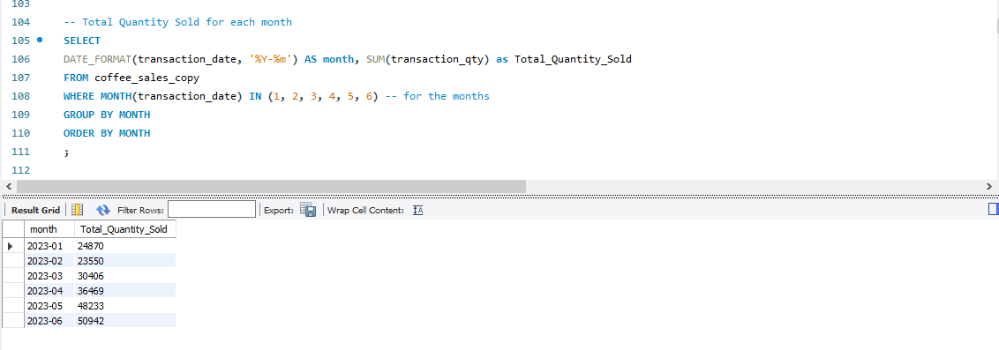 103
104 -- Total Quantity Sold for each month
105 SELECT
106 DATE_FORMAT(transaction_date, '%Y-%m') AS month, SUM(transaction_qty) as Total_Quantity_Sold
107 FROM coffee_sales_copy
108 WHERE MONTH(transaction_date) IN (1, 2, 3, 4, 5, 6) -- for the months
109 GROUP BY MONTH
110 ORDER BY MONTH
111 ;
112
Result Grid Filter Rows: Export: Wrap Cell Content: IA
month Total_Quantity_Sold
2023-01 24870
2023-02 23550
2023-03 30406
2023-04 36469
2023-05 48233
2023-06 50942